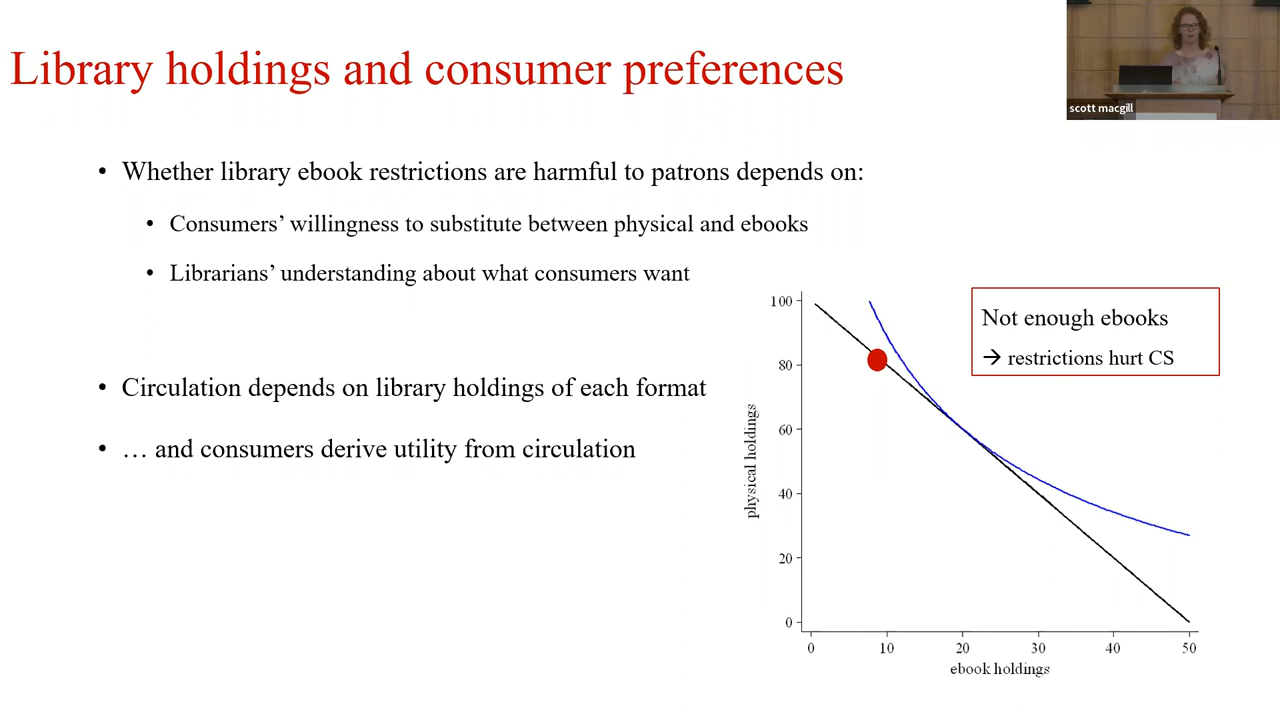 Library holdings and consumer preferences
scott macgill
• Whether library ebook restrictions are harmful to patrons depends on:
• Consumers’ willingness to substitute between physical and ebooks
• Librarians’ understanding about what consumers want
• Circulation depends on library holdings of each format
• … and consumers derive utility from circulation
Not enough ebooks
→ restrictions hurt CS
100
80
60
40
20
0
physical holdings
0 10 20 30 40 50
ebook holdings